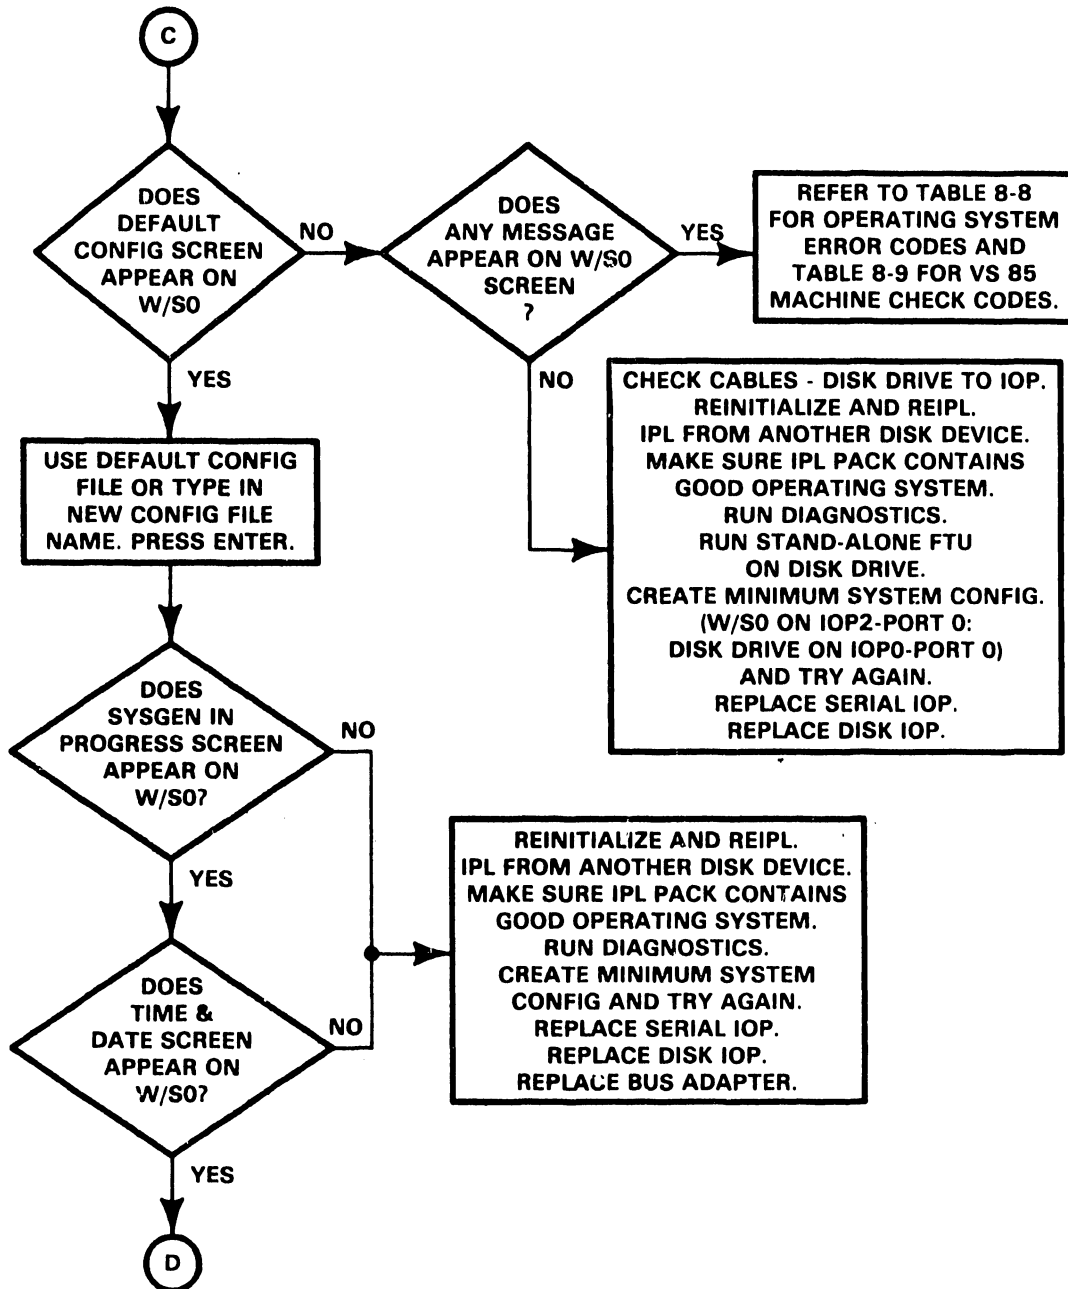 C
DOES
DEFAULT
CONFIG SCREEN
APPEAR ON
W/S0
NO
DOES
ANY MESSAGE
APPEAR ON W/S0
SCREEN
?
YES
REFER TO TABLE 8-8
FOR OPERATING SYSTEM
ERROR CODES AND
TABLE 8-9 FOR VS 85
MACHINE CHECK CODES.
YES
NO
CHECK CABLES - DISK DRIVE TO IOP.
REINITIALIZE AND REIPL.
IPL FROM ANOTHER DISK DEVICE.
MAKE SURE IPL PACK CONTAINS
GOOD OPERATING SYSTEM.
RUN DIAGNOSTICS.
RUN STAND-ALONE FTU
ON DISK DRIVE.
CREATE MINIMUM SYSTEM CONFIG.
(W/S0 ON IOP2-PORT 0:
DISK DRIVE ON IOP0-PORT 0)
AND TRY AGAIN.
REPLACE SERIAL IOP.
REPLACE DISK IOP.
USE DEFAULT CONFIG
FILE OR TYPE IN
NEW CONFIG FILE
NAME. PRESS ENTER.
DOES
SYSGEN IN
PROGRESS SCREEN
APPEAR ON
W/S0?
NO
YES
REINITIALIZE AND REIPL.
IPL FROM ANOTHER DISK DEVICE.
MAKE SURE IPL PACK CONTAINS
GOOD OPERATING SYSTEM.
RUN DIAGNOSTICS.
CREATE MINIMUM SYSTEM
CONFIG AND TRY AGAIN.
REPLACE SERIAL IOP.
REPLACE DISK IOP.
REPLACE BUS ADAPTER.
DOES
TIME &
DATE SCREEN
APPEAR ON
W/S0?
NO
YES
D